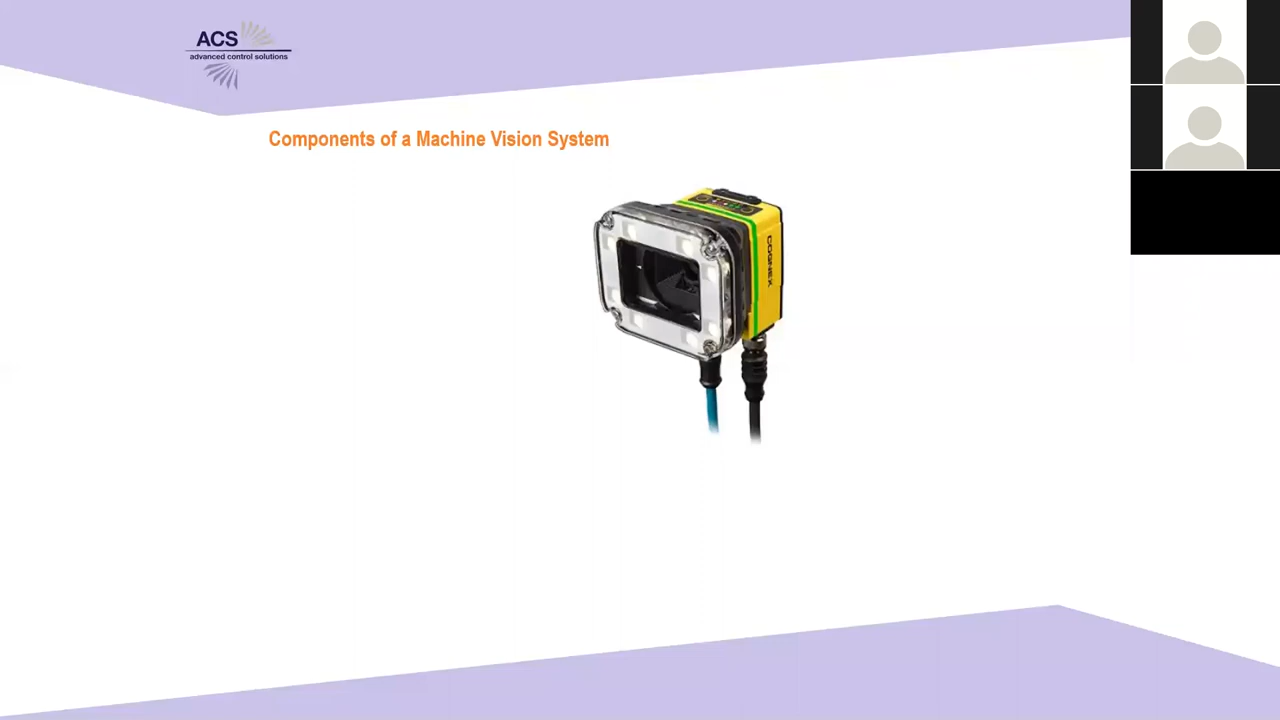 ACS
advanced control solutions
Components of a Machine Vision System
COGNEX